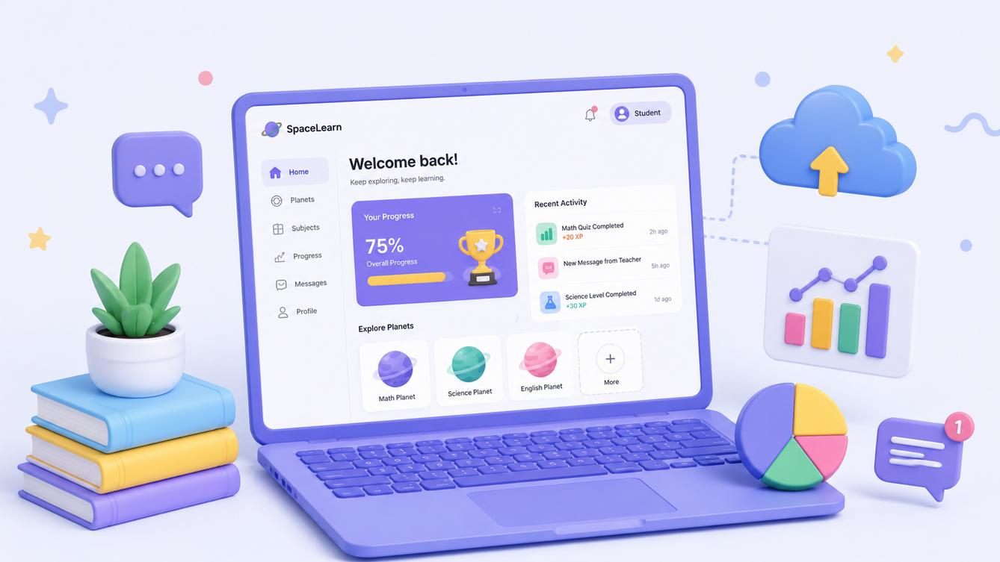 SpaceLearn
Student
Home
Planets
Subjects
Progress
Messages
Profile
Welcome back!
Keep exploring, keep learning.
Your Progress
75%
Overall Progress
Recent Activity
Math Quiz Completed
+20 XP
2h ago
New Message from Teacher
5h ago
Science Level Completed
+30 XP
1d ago
Explore Planets
Math Planet
Science Planet
English Planet
More
1